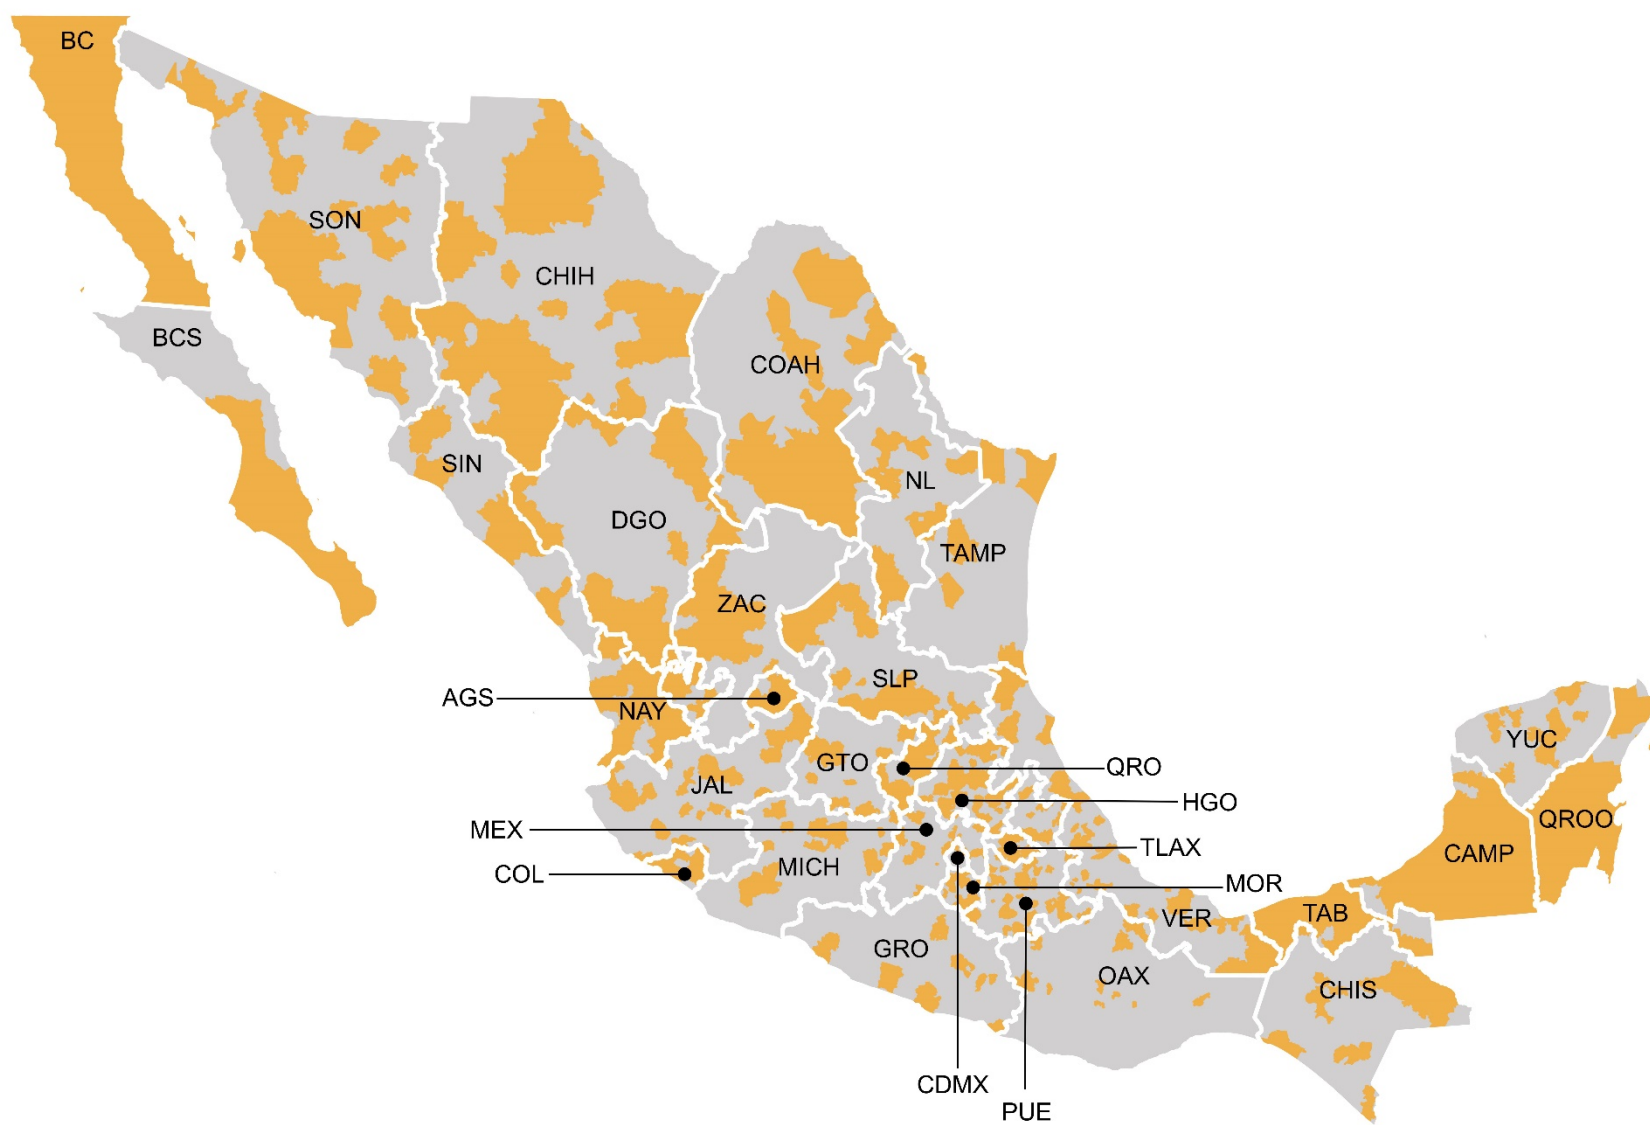 BC
SON
CHIH
BCS
COAH
SIN
NL
DGO
TAMP
ZAC
SLP
AGS
NAY
YUC
GTO
QRO
JAL
HGO
QROO
MEX
TLAX
CAMP
MICH
COL
MOR
TAB
VER
GRO
OAX
CHIS
CDMX
PUE